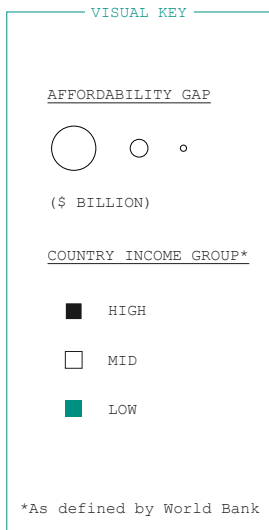 VISUAL KEY
AFFORDABILITY GAP
($ BILLION)
COUNTRY INCOME GROUP*
HIGH
MID
LOW
*As defined by World Bank